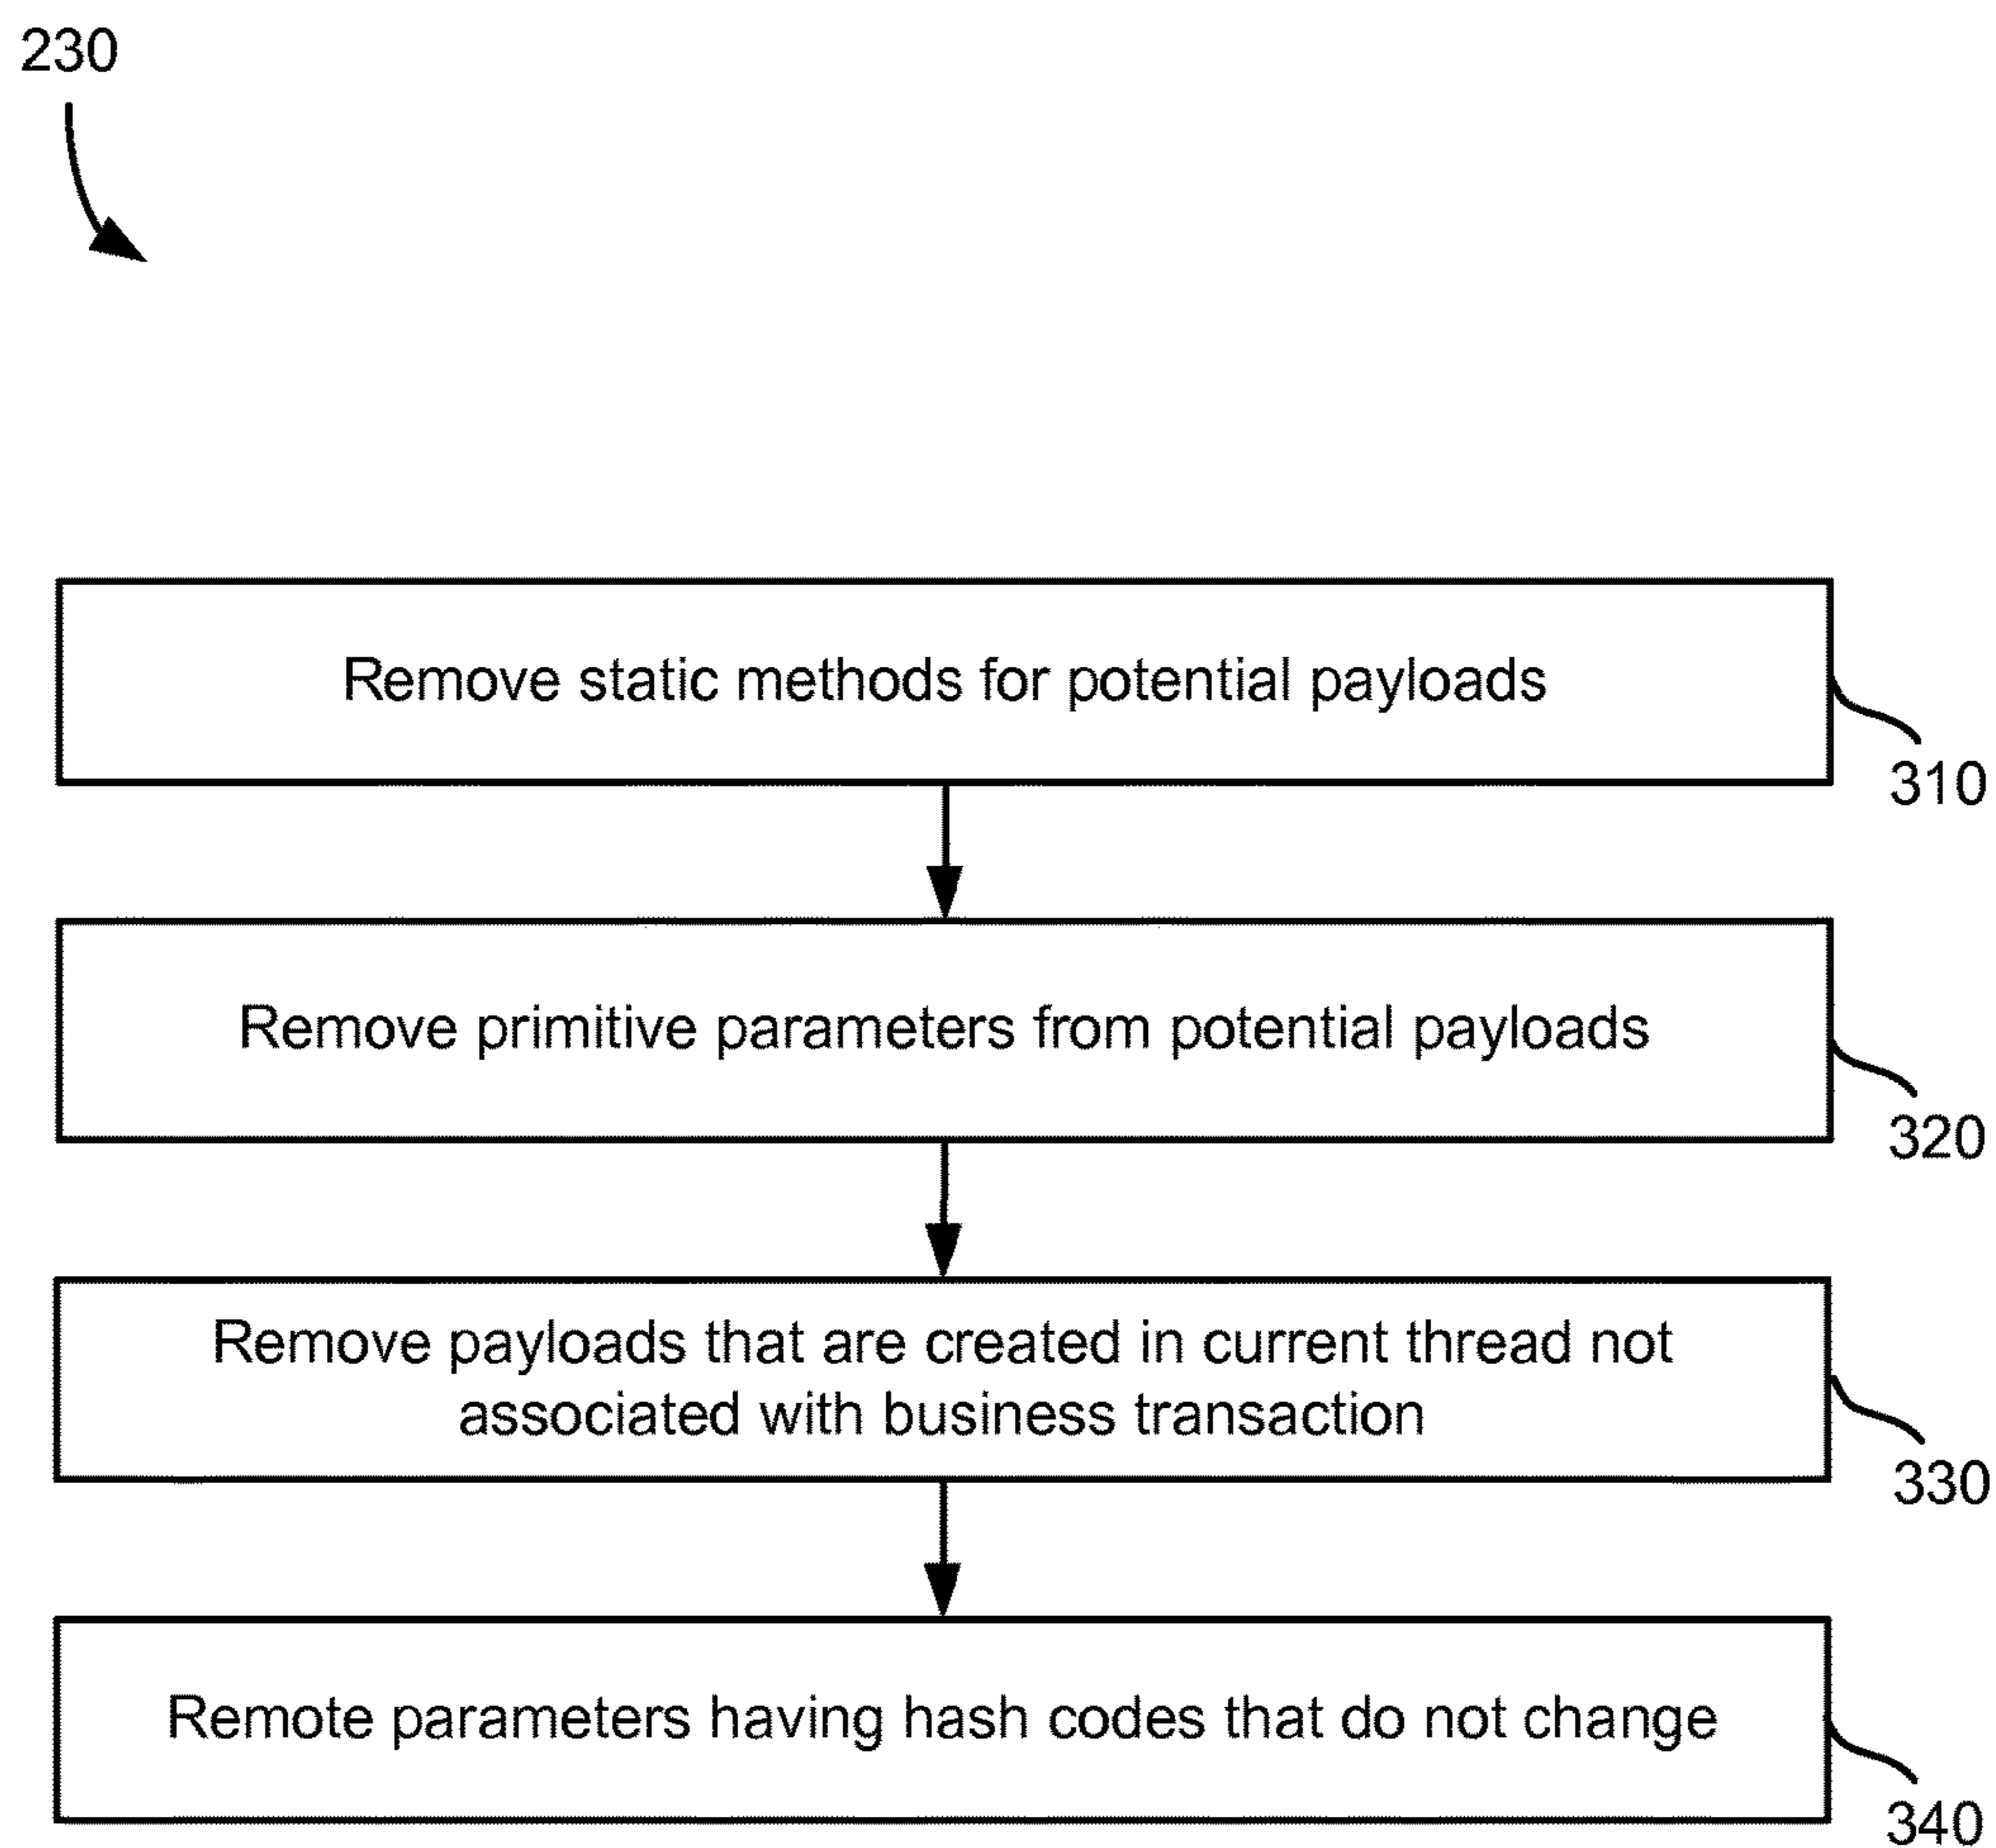 230
Remove static methods for potential payloads
310
Remove primitive parameters from potential payloads
320
Remove payloads that are created in current thread not
associated with business transaction
330
Remote parameters having hash codes that do not change
340